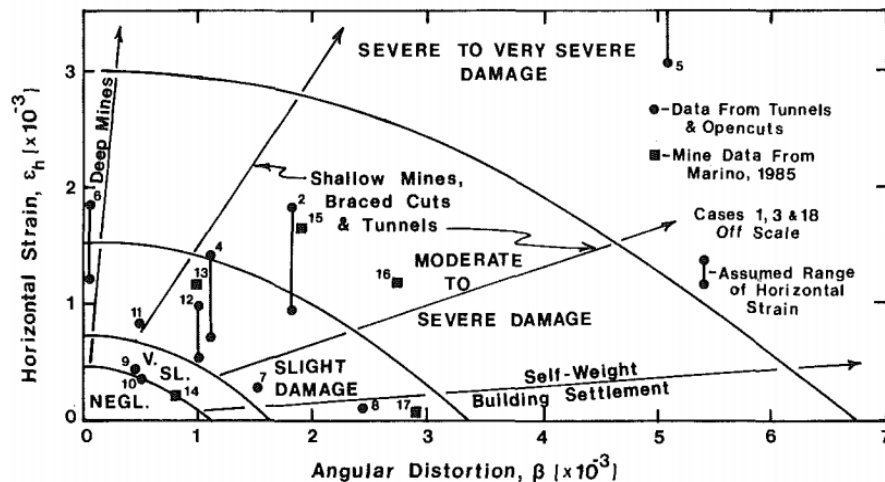 SEVERE TO VERY SEVERE
DAMAGE
5
●-Data From Tunnels
& Opencuts
■-Mine Data From
Marino, 1985
Cases 1, 3 & 18
Off Scale
-Assumed Range
of Horizontal
Strain
Deep Mines
6
Shallow Mines,
Braced Cuts
& Tunnels
2
15
4
13
12
11
16
MODERATE
TO
SEVERE DAMAGE
9
V.
SL.
10
NEGL.
14
SLIGHT
DAMAGE
7
8
17
Self-Weight
Building Settlement
3
2
1
0
Horizontal Strain, εh [×10-3)
0
1
2
3
4
5
6
7
Angular Distortion, β [×10-3)